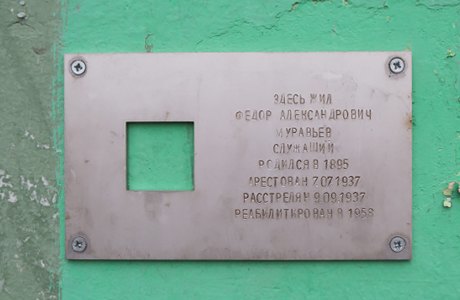 ЗДЕСЬ ЖИЛ
ФЕДОР АЛЕКСАНДРОВИЧ
МУРАВЬЕВ
СЛУЖАЩИЙ
РОДИЛСЯ В 1895
АРЕСТОВАН 7.07.1937
РАССТРЕЛЯН 9.09.1937
РЕАБИЛИТИРОВАН В 1958